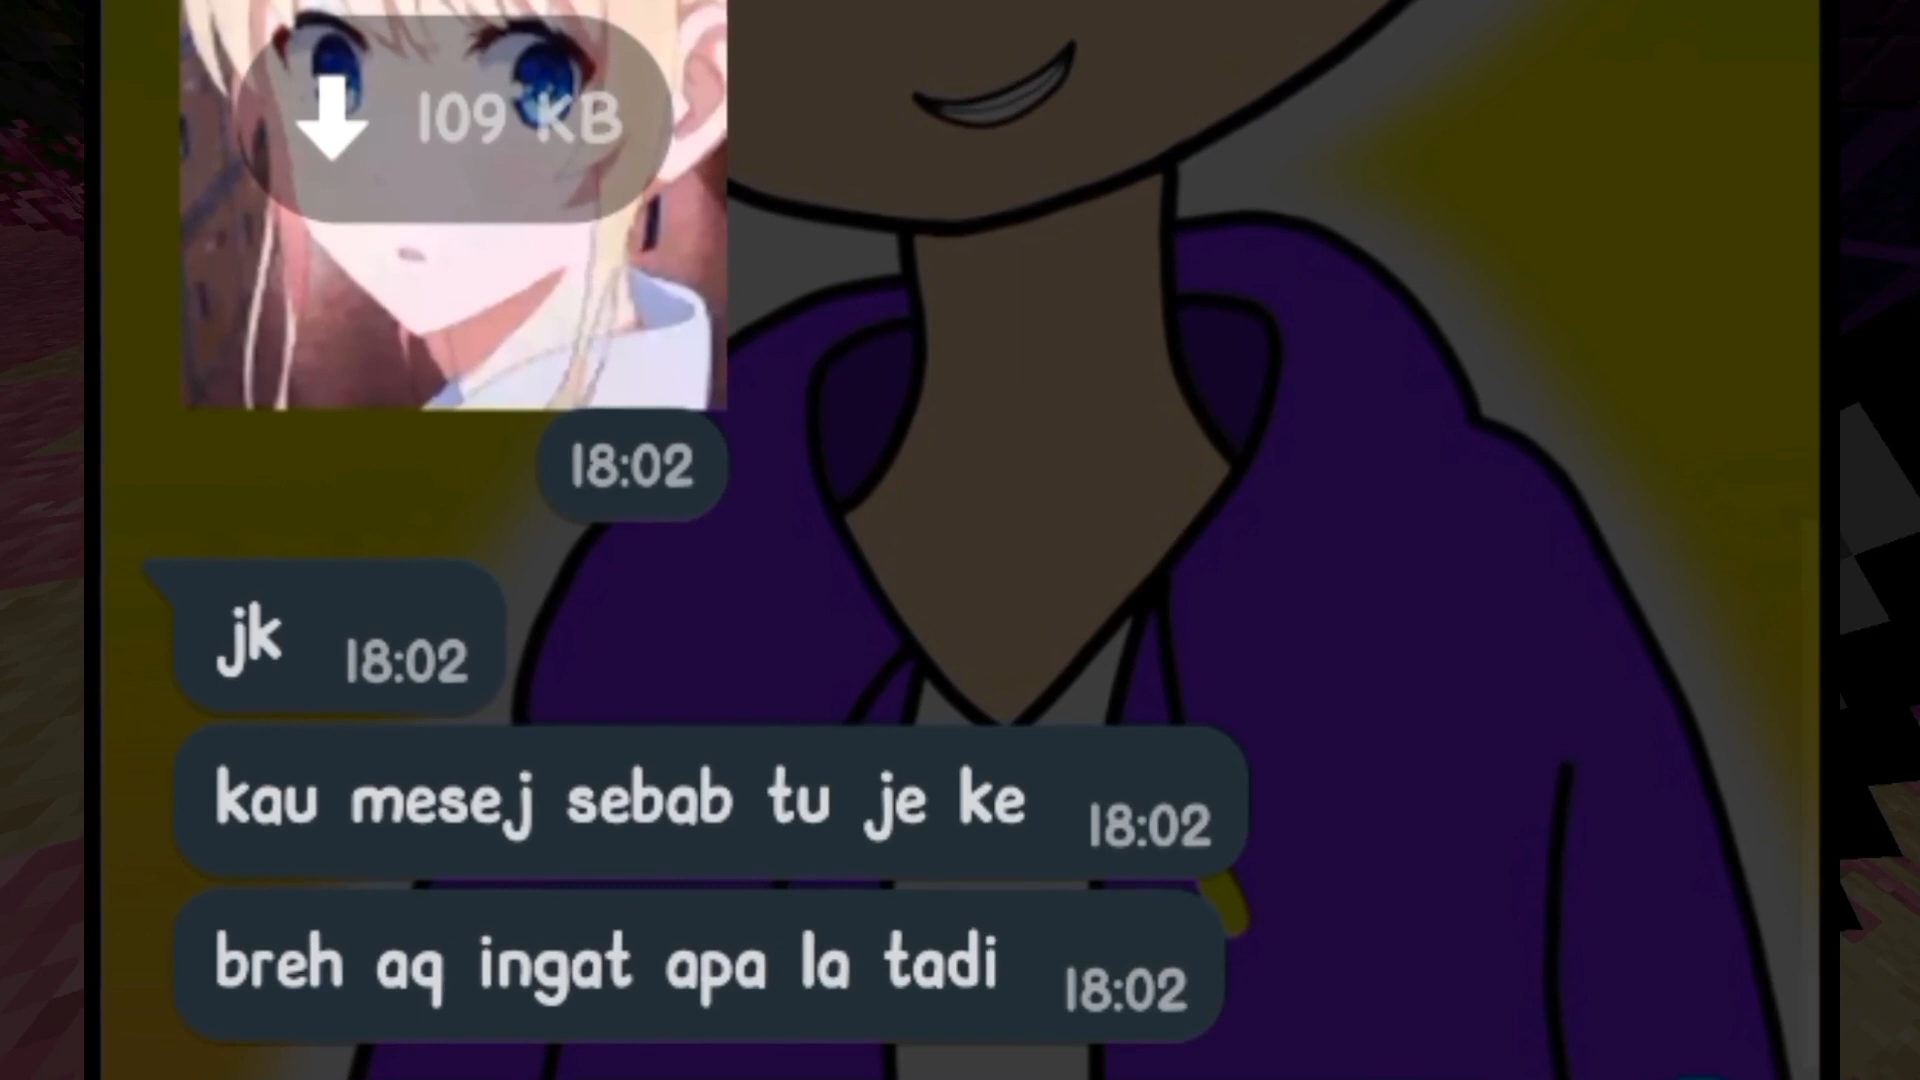 109 KB
18:02
jk 18:02
kau mesej sebab tu je ke 18:02
breh aq ingat apa la tadi 18:02